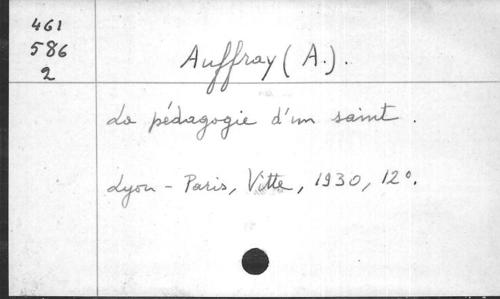 461
586
2
Auffray (A.).
La pédagogie d'un saint.
Lyon - Paris, Vitte, 1930, 12°.